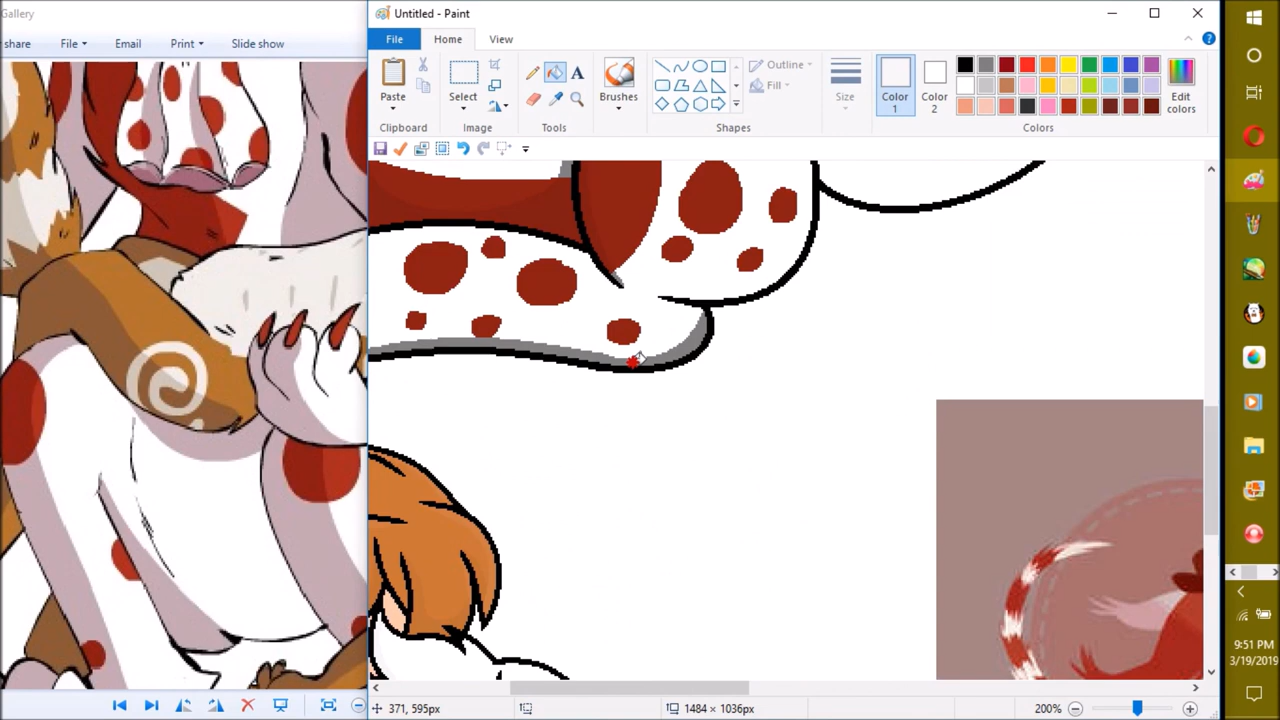 Gallery
share File Email Print Slide show
Untitled - Paint
File Home View
Paste
Select
Brushes
Outline
Fill
Size
Color
1
Color
2
Edit
colors
Clipboard
Image
Tools
Shapes
Colors
371, 595px
1484 × 1036px
200%
9:51 PM
3/19/2019